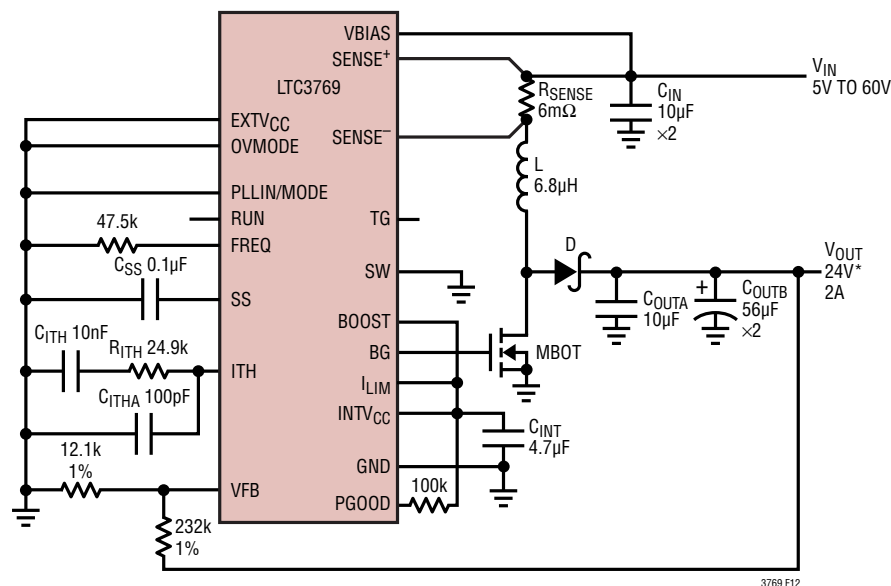 LTC3769
VBIAS
SENSE+
SENSE–
EXTVCC
OVMODE
PLLIN/MODE
RUN
FREQ
SS
ITH
VFB
TG
SW
BOOST
BG
ILIM
INTVCC
GND
PGOOD
47.5k
CSS 0.1µF
CITH 10nF
RITH 24.9k
CITHA 100pF
12.1k
1%
232k
1%
100k
RSENSE
6mΩ
L
6.8µH
CIN
10µF
×2
VIN
5V TO 60V
D
VOUT
24V*
2A
COUTA
10µF
+
COUTB
56µF
×2
MBOT
CINT
4.7µF
3769 F12